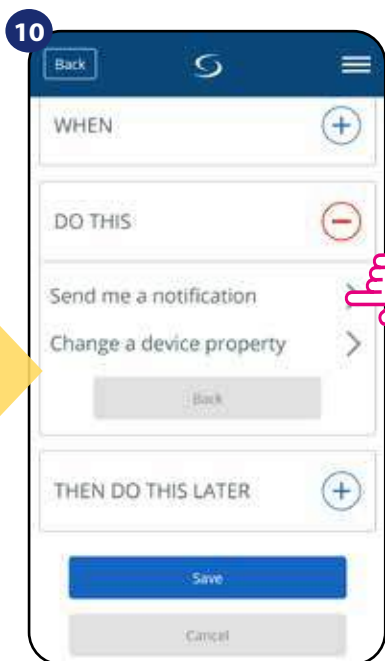 10
Back
WHEN
DO THIS
Send me a notification
Change a device property
Back
THEN DO THIS LATER
Save
Cancel